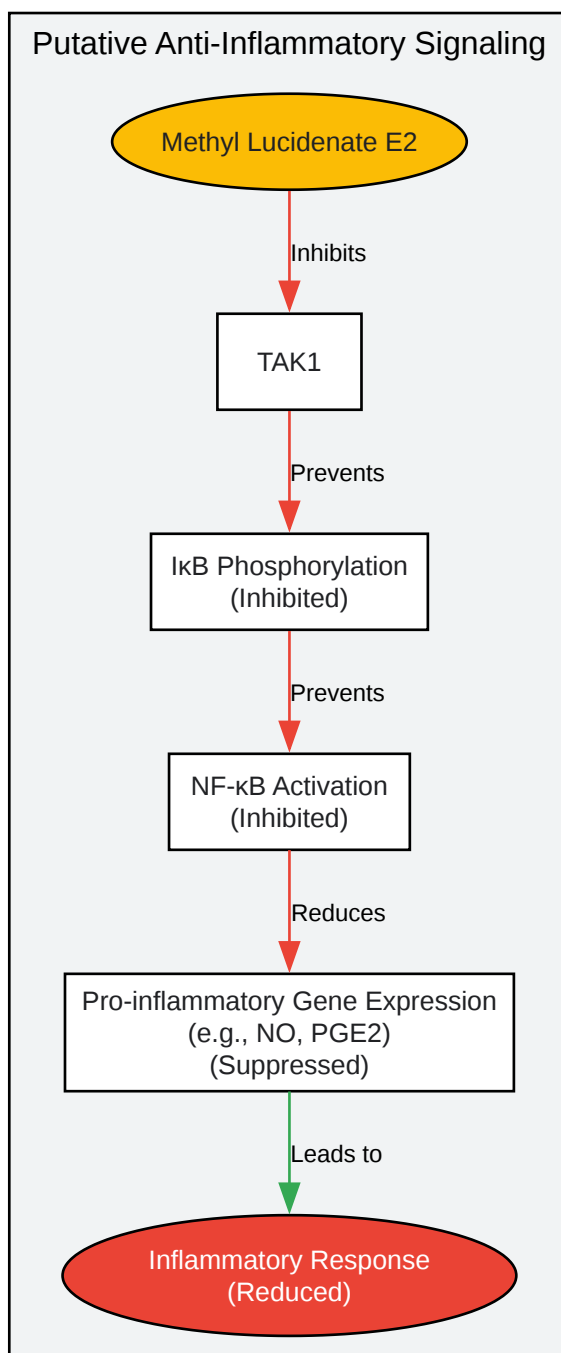 Putative Anti-Inflammatory Signaling
Methyl Lucidenate E2
Inhibits
TAK1
Prevents
IκB Phosphorylation
(Inhibited)
Prevents
NF-κB Activation
(Inhibited)
Reduces
Pro-inflammatory Gene Expression
(e.g., NO, PGE2)
(Suppressed)
Leads to
Inflammatory Response
(Reduced)